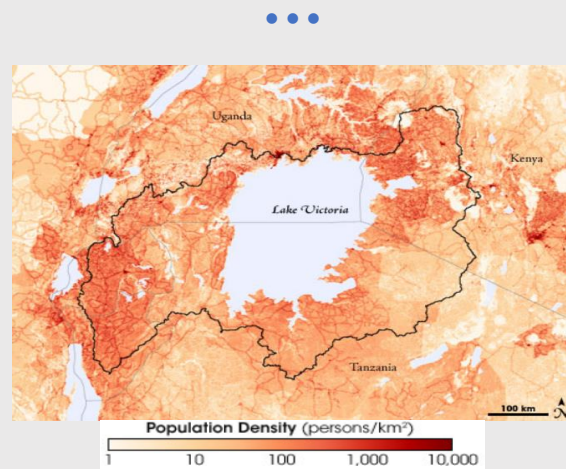 Uganda
Kenya
Lake Victoria
Tanzania
100 km
N
Population Density (persons/km²)
1 10 100 1,000 10,000